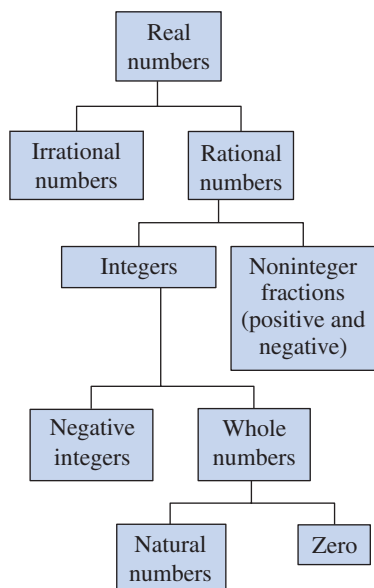 Real
numbers
Irrational
numbers
Rational
numbers
Integers
Noninteger
fractions
(positive and
negative)
Negative
integers
Whole
numbers
Natural
numbers
Zero